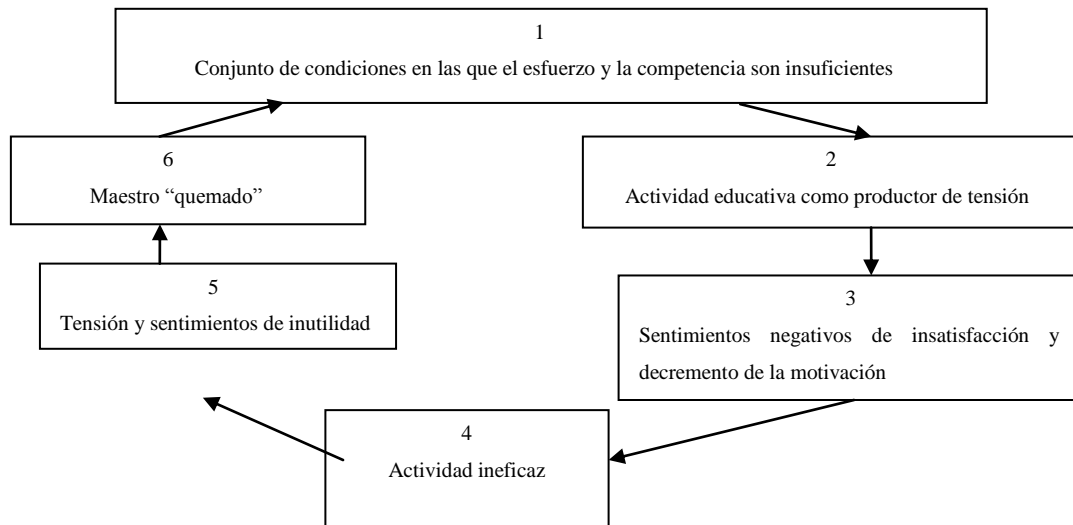 1
Conjunto de condiciones en las que el esfuerzo y la competencia son insuficientes
2
Actividad educativa como productor de tensión
3
Sentimientos negativos de insatisfacción y
decremento de la motivación
4
Actividad ineficaz
5
Tensión y sentimientos de inutilidad
6
Maestro “quemado”